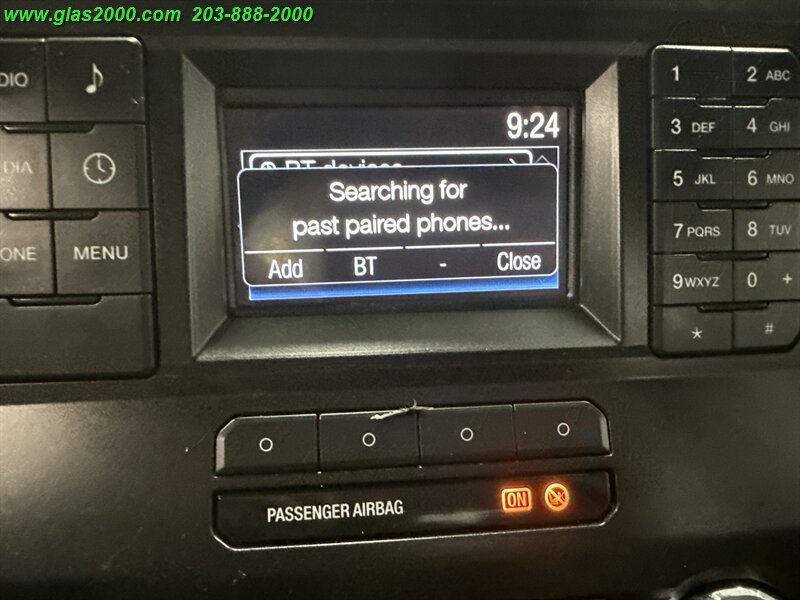 www.glas2000.com 203-888-2000
DIO
DIA
ONE
MENU
9:24
BT devices
Searching for
past paired phones...
Add BT - Close
1 2 ABC
3 DEF 4 GHI
5 JKL 6 MNO
7 PQRS 8 TUV
9 WXYZ 0 +
* #
PASSENGER AIRBAG ON